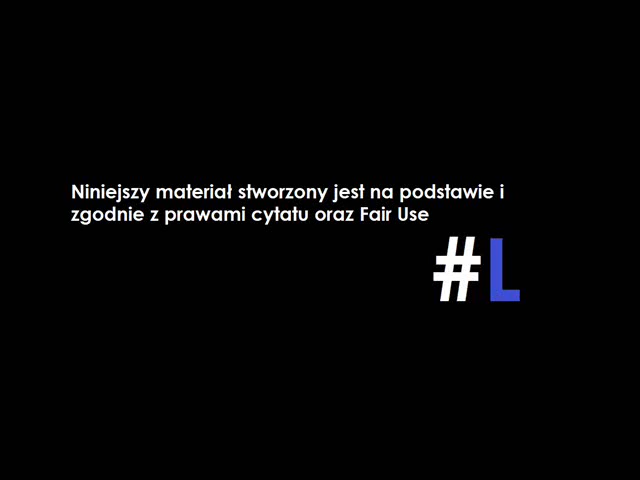 Niniejszy materiał stworzony jest na podstawie i
zgodnie z prawami cytatu oraz Fair Use
#L